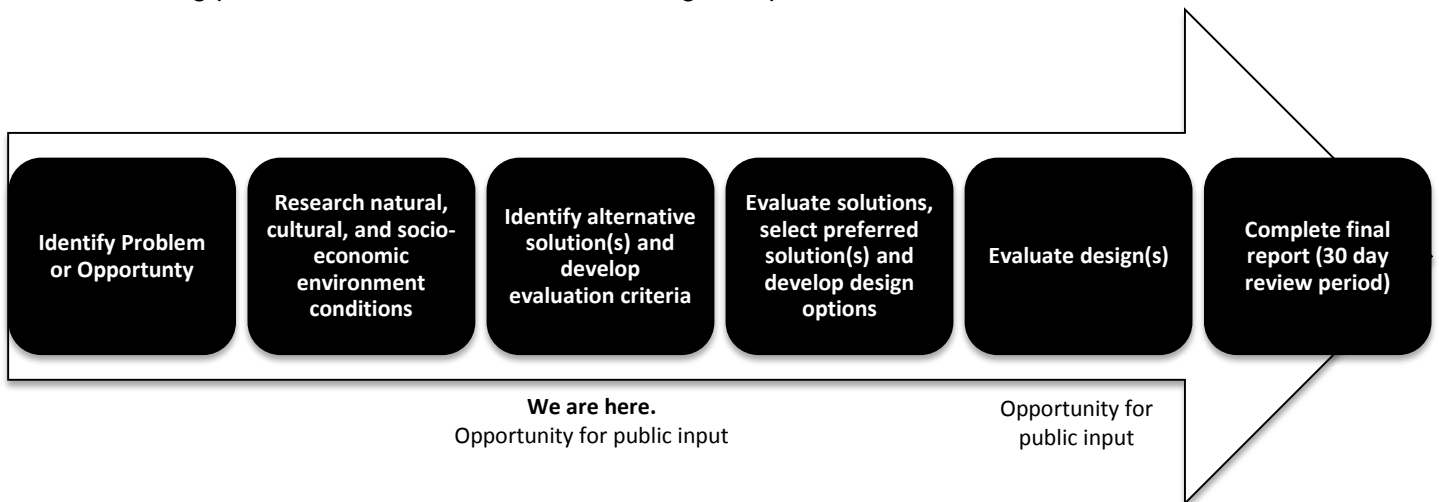 Identify Problem
or Opportunty
Research natural,
cultural, and socio-
economic
environment
conditions
Identify alternative
solution(s) and
develop
evaluation criteria
Evaluate solutions,
select preferred
solution(s) and
develop design
options
Evaluate design(s)
Complete final
report (30 day
review period)
We are here.
Opportunity for public input
Opportunity for
public input